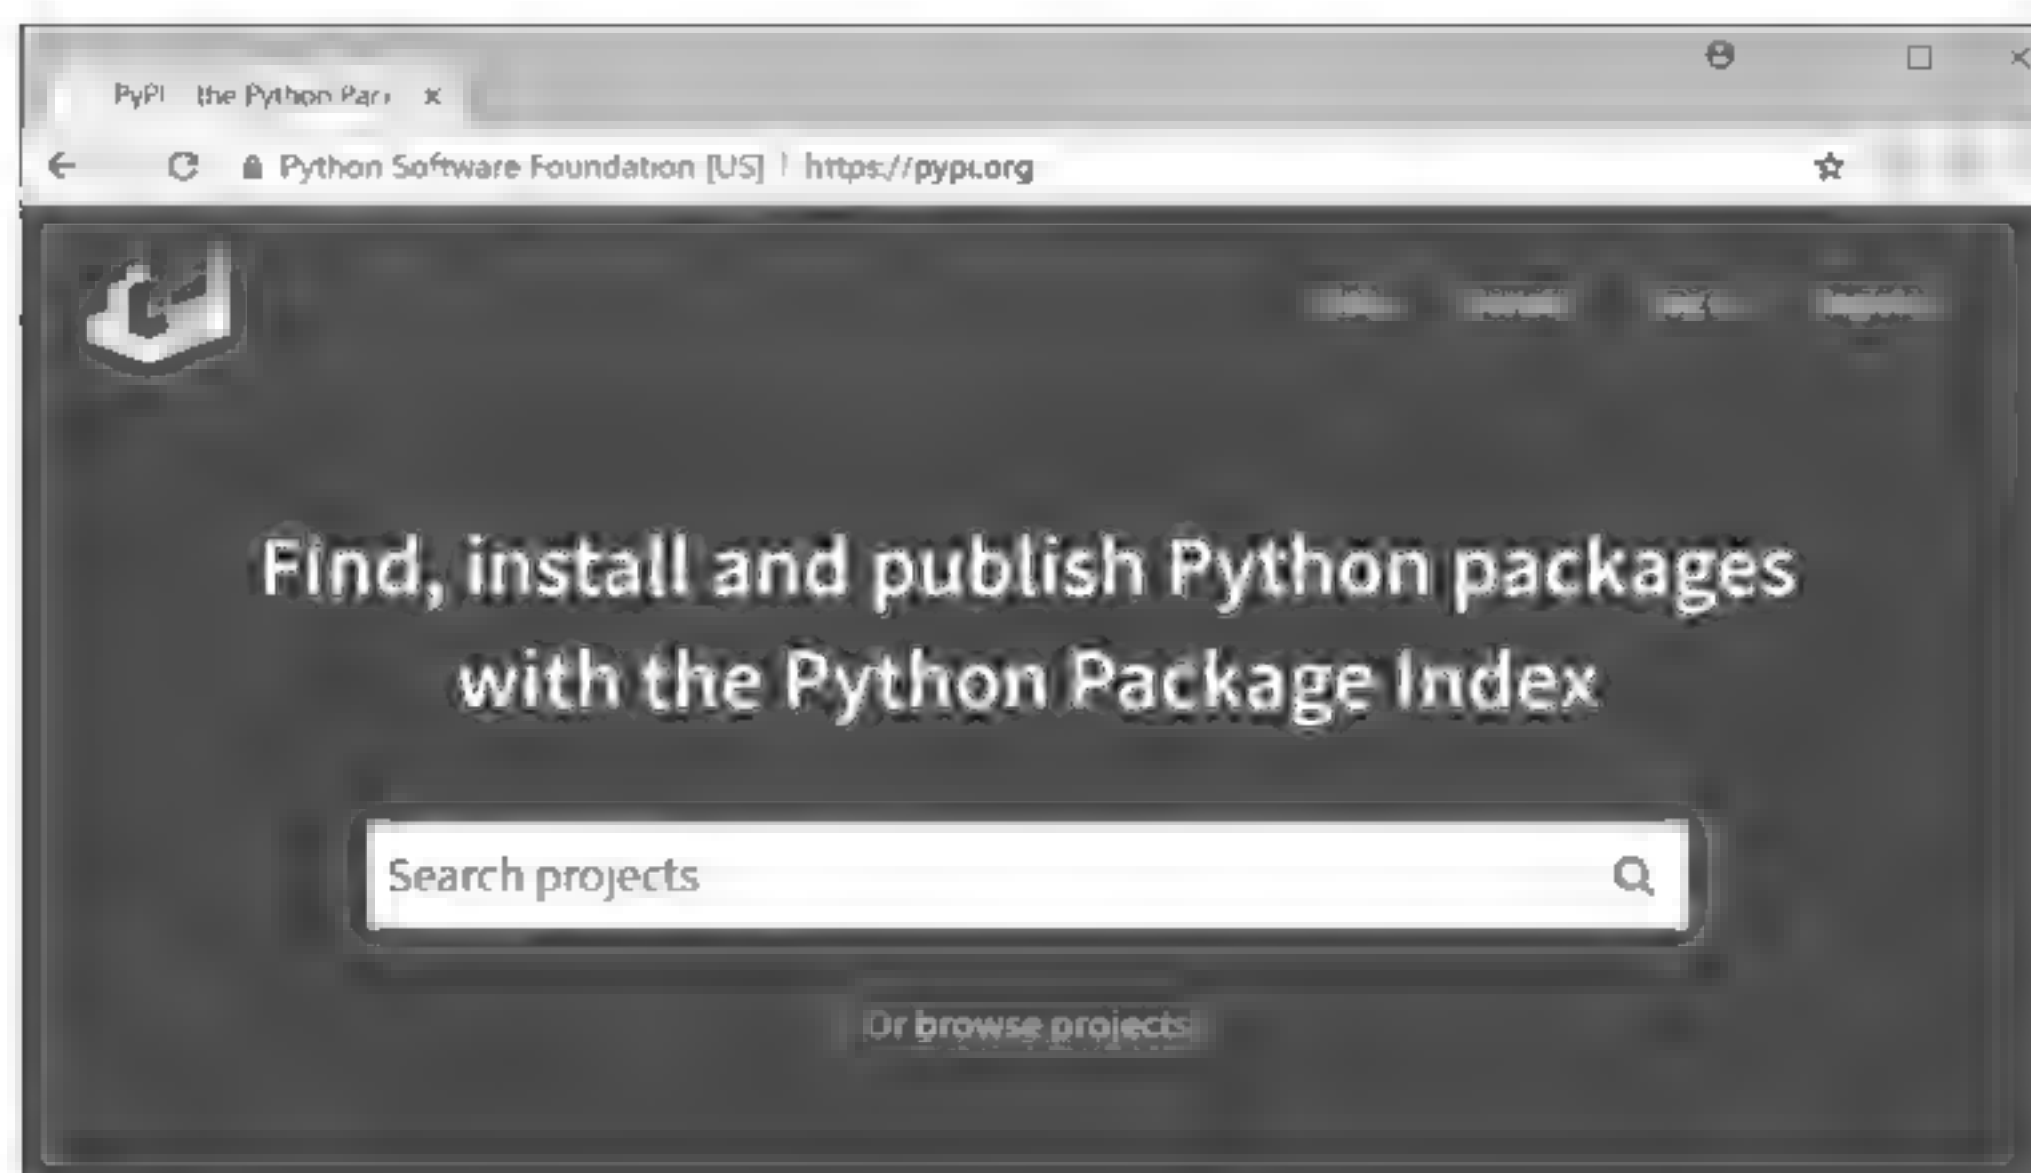 PyPI the Python Pac
Python Software Foundation [US] | https://pypi.org
Find, install and publish Python packages
with the Python Package Index
Search projects
Or browse projects